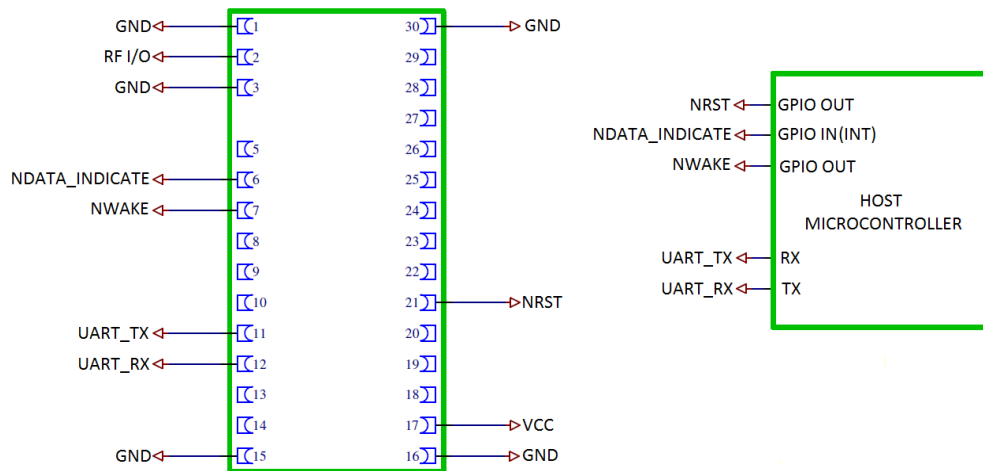 GND 1 30 GND
RF I/O 2 29
GND 3 28
27
5 26
NDATA_INDICATE 6 25
NWAKE 7 24
8 23
9 22
10 21 NRST
UART_TX 11 20
UART_RX 12 19
13 18
14 17 VCC
GND 15 16 GND
NRST GPIO OUT
NDATA_INDICATE GPIO IN(INT)
NWAKE GPIO OUT
HOST
MICROCONTROLLER
UART_TX RX
UART_RX TX